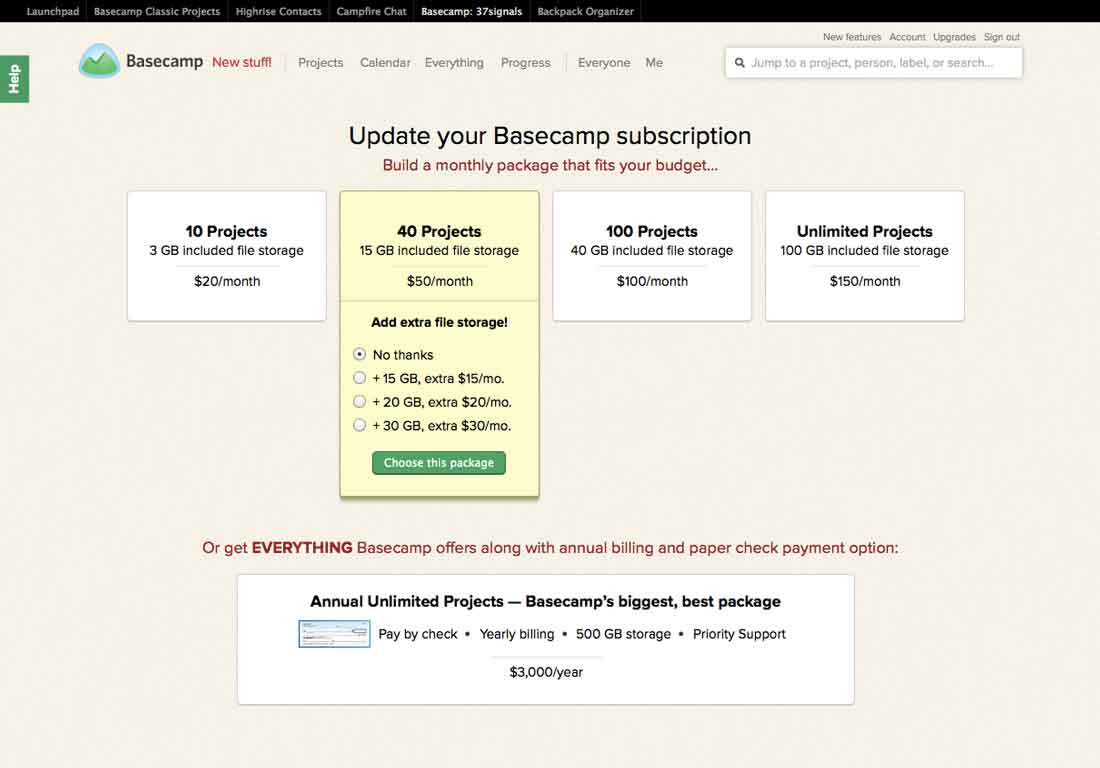 Launchpad Basecamp Classic Projects Highrise Contacts Campfire Chat Basecamp: 37signals Backpack Organizer
New features Account Upgrades Sign out
Help
Basecamp New stuff! Projects Calendar Everything Progress Everyone Me
Jump to a project, person, label, or search...
Update your Basecamp subscription
Build a monthly package that fits your budget...
10 Projects
3 GB included file storage
$20/month
40 Projects
15 GB included file storage
$50/month
Add extra file storage!
No thanks
+ 15 GB, extra $15/mo.
+ 20 GB, extra $20/mo.
+ 30 GB, extra $30/mo.
Choose this package
100 Projects
40 GB included file storage
$100/month
Unlimited Projects
100 GB included file storage
$150/month
Or get EVERYTHING Basecamp offers along with annual billing and paper check payment option:
Annual Unlimited Projects — Basecamp's biggest, best package
Pay by check • Yearly billing • 500 GB storage • Priority Support
$3,000/year